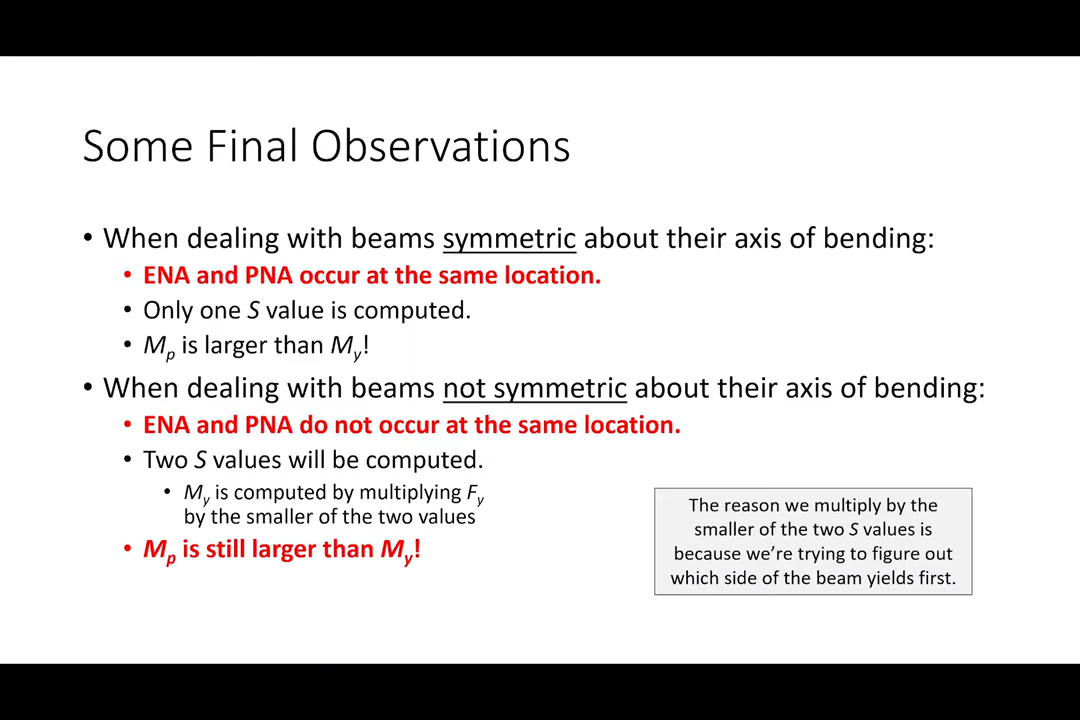 Some Final Observations
• When dealing with beams symmetric about their axis of bending:
• ENA and PNA occur at the same location.
• Only one S value is computed.
• Mp is larger than My!
• When dealing with beams not symmetric about their axis of bending:
• ENA and PNA do not occur at the same location.
• Two S values will be computed.
• My is computed by multiplying Fy
by the smaller of the two values
• Mp is still larger than My!
The reason we multiply by the
smaller of the two S values is
because we’re trying to figure out
which side of the beam yields first.